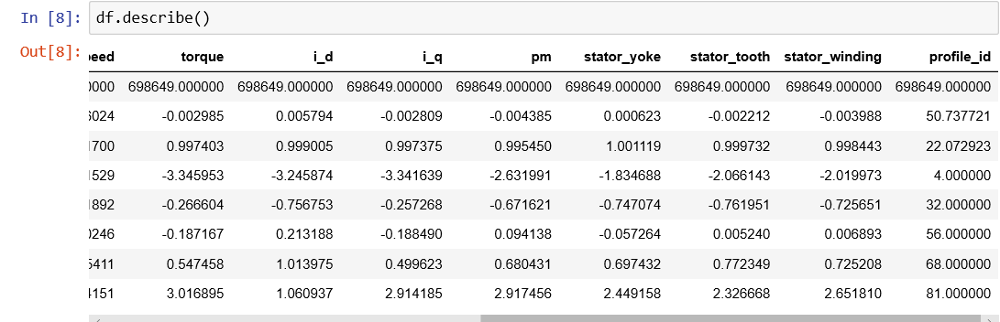 In [8]: df.describe()
Out[8]:
peed torque i_d i_q pm stator_yoke stator_tooth stator_winding profile_id
0000 698649.000000 698649.000000 698649.000000 698649.000000 698649.000000 698649.000000 698649.000000 698649.000000
6024 -0.002985 0.005794 -0.002809 -0.004385 0.000623 -0.002212 -0.003988 50.737721
1700 0.997403 0.999005 0.997375 0.995450 1.001119 0.999732 0.998443 22.072923
1529 -3.345953 -3.245874 -3.341639 -2.631991 -1.834688 -2.066143 -2.019973 4.000000
1892 -0.266604 -0.756753 -0.257268 -0.671621 -0.747074 -0.761951 -0.725651 32.000000
0246 -0.187167 0.213188 -0.188490 0.094138 -0.057264 0.005240 0.006893 56.000000
5411 0.547458 1.013975 0.499623 0.680431 0.697432 0.772349 0.725208 68.000000
4151 3.016895 1.060937 2.914185 2.917456 2.449158 2.326668 2.651810 81.000000